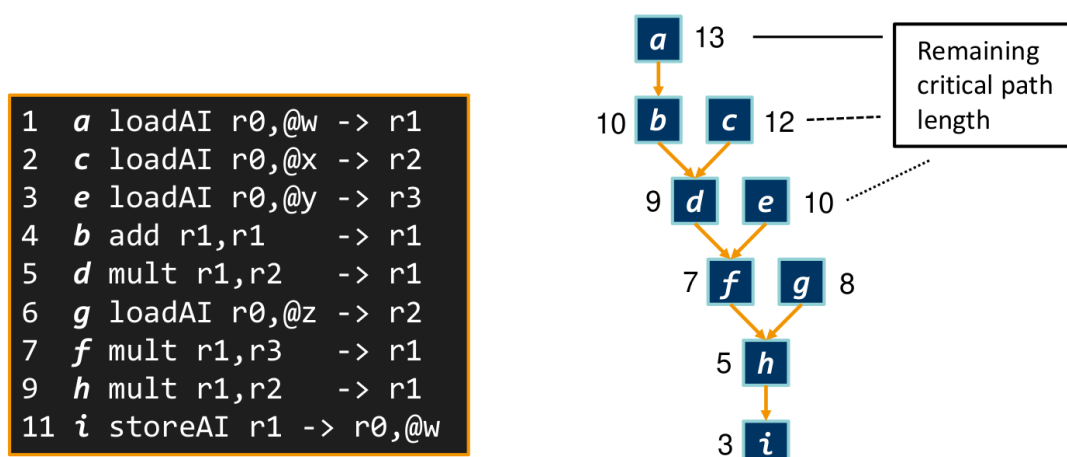 1 a loadAI r0,@w -> r1
2 c loadAI r0,@x -> r2
3 e loadAI r0,@y -> r3
4 b add r1,r1 -> r1
5 d mult r1,r2 -> r1
6 g loadAI r0,@z -> r2
7 f mult r1,r3 -> r1
9 h mult r1,r2 -> r1
11 i storeAI r1 -> r0,@w
a 13
10 b c 12
9 d e 10
7 f g 8
5 h
3 i
Remaining
critical path
length